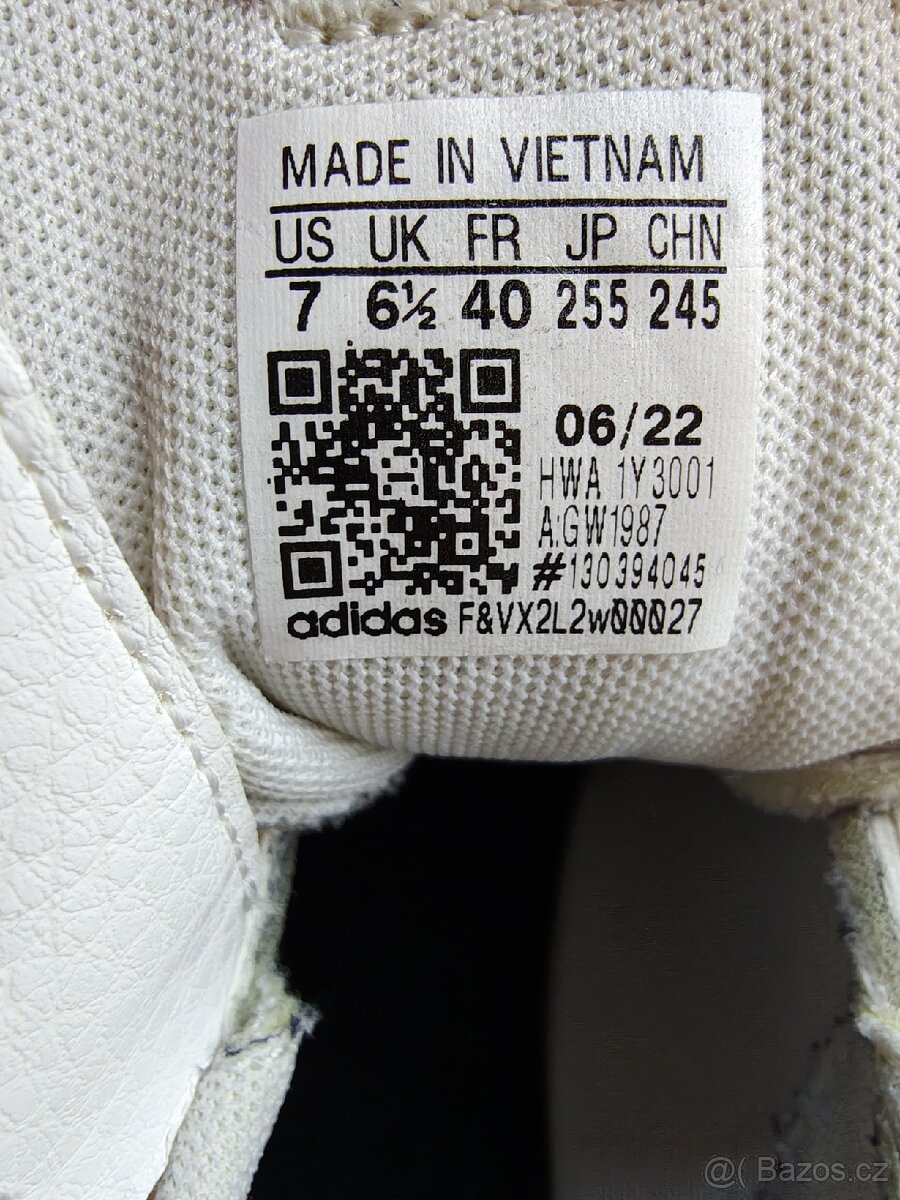 MADE IN VIETNAM
US UK FR JP CHN
7 6½ 40 255 245
06/22
HWA 1Y3001
A:GW1987
#130394045
adidas F&VX2L2w00027
@( Bazos.cz